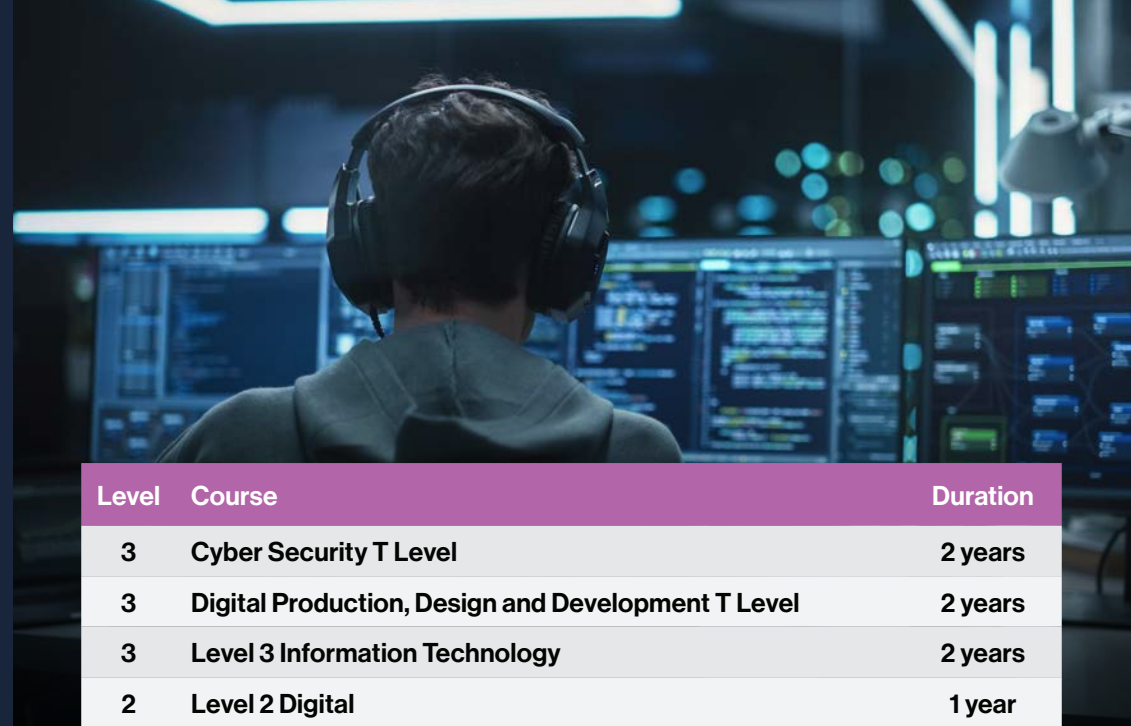 Level Course Duration
3 Cyber Security T Level 2 years
3 Digital Production, Design and Development T Level 2 years
3 Level 3 Information Technology 2 years
2 Level 2 Digital 1 year